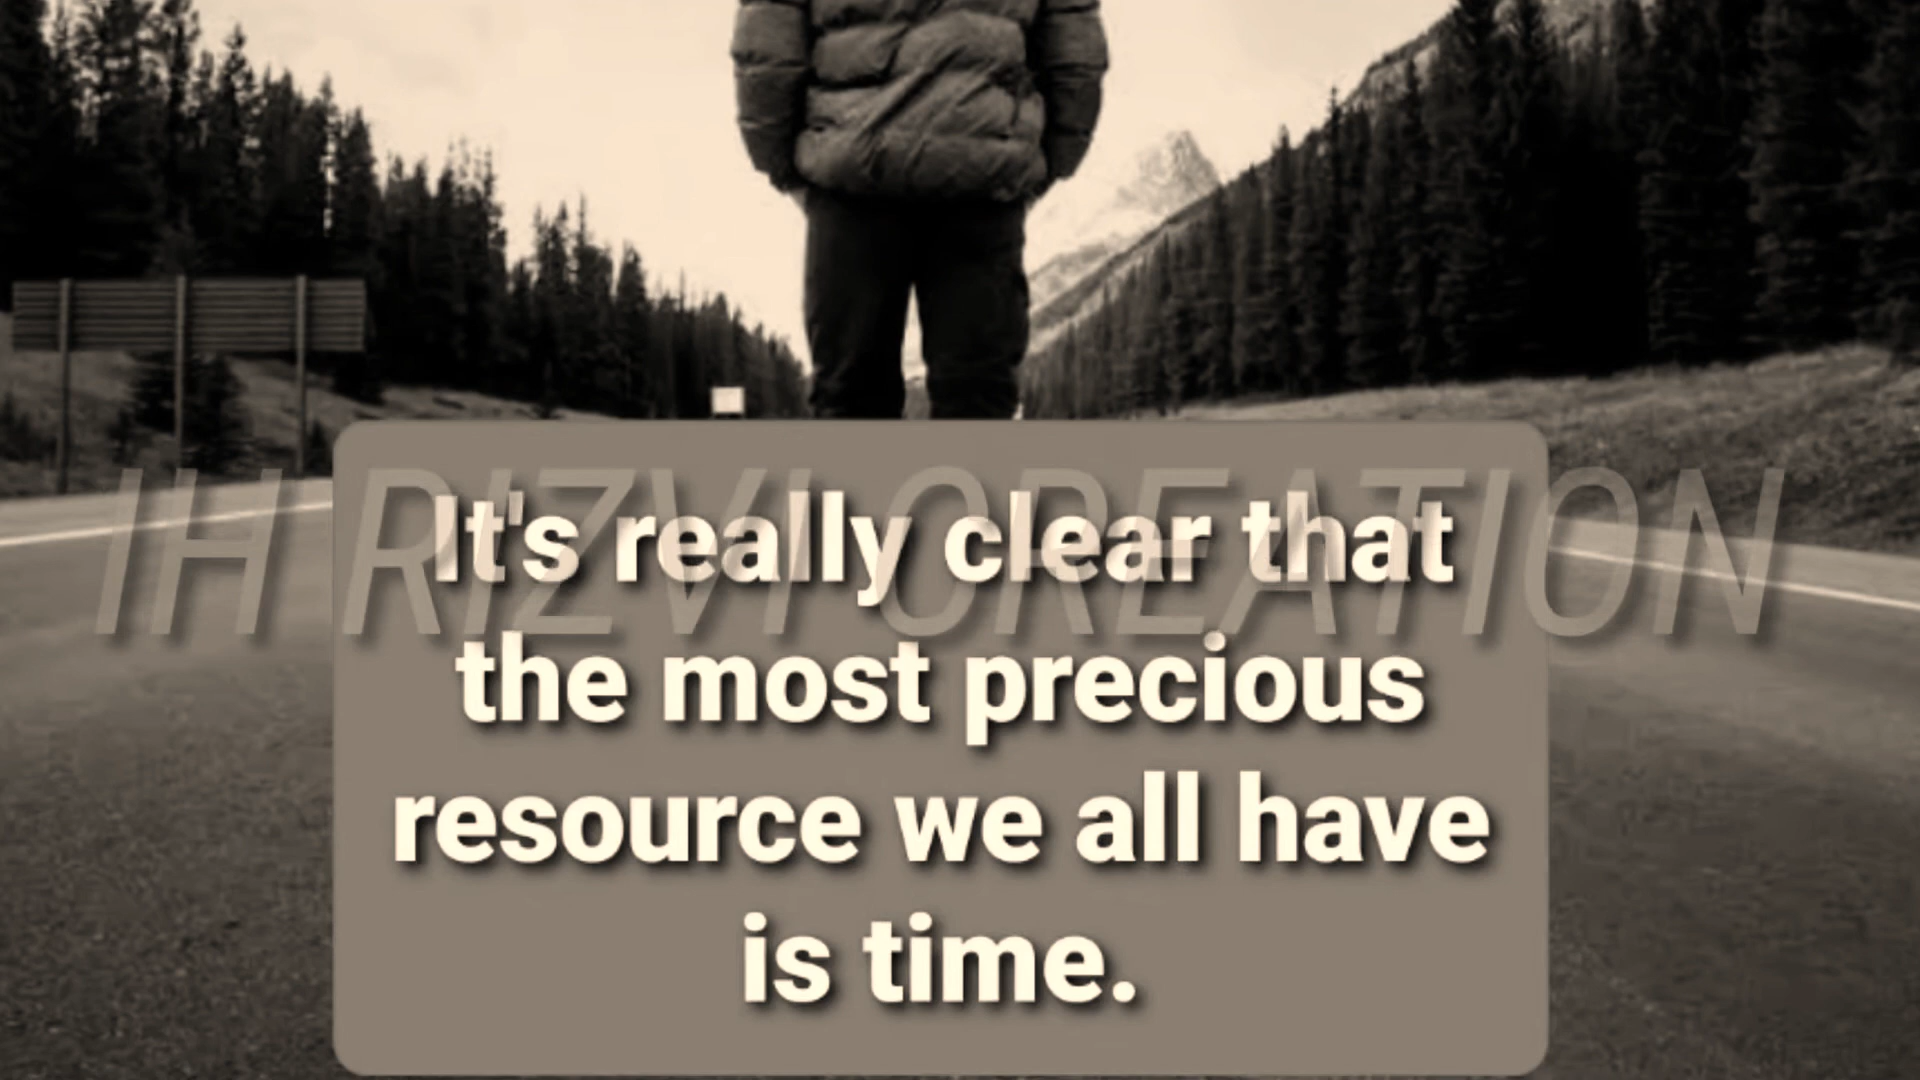 IH RIZVI CREATION
It's really clear that
the most precious
resource we all have
is time.